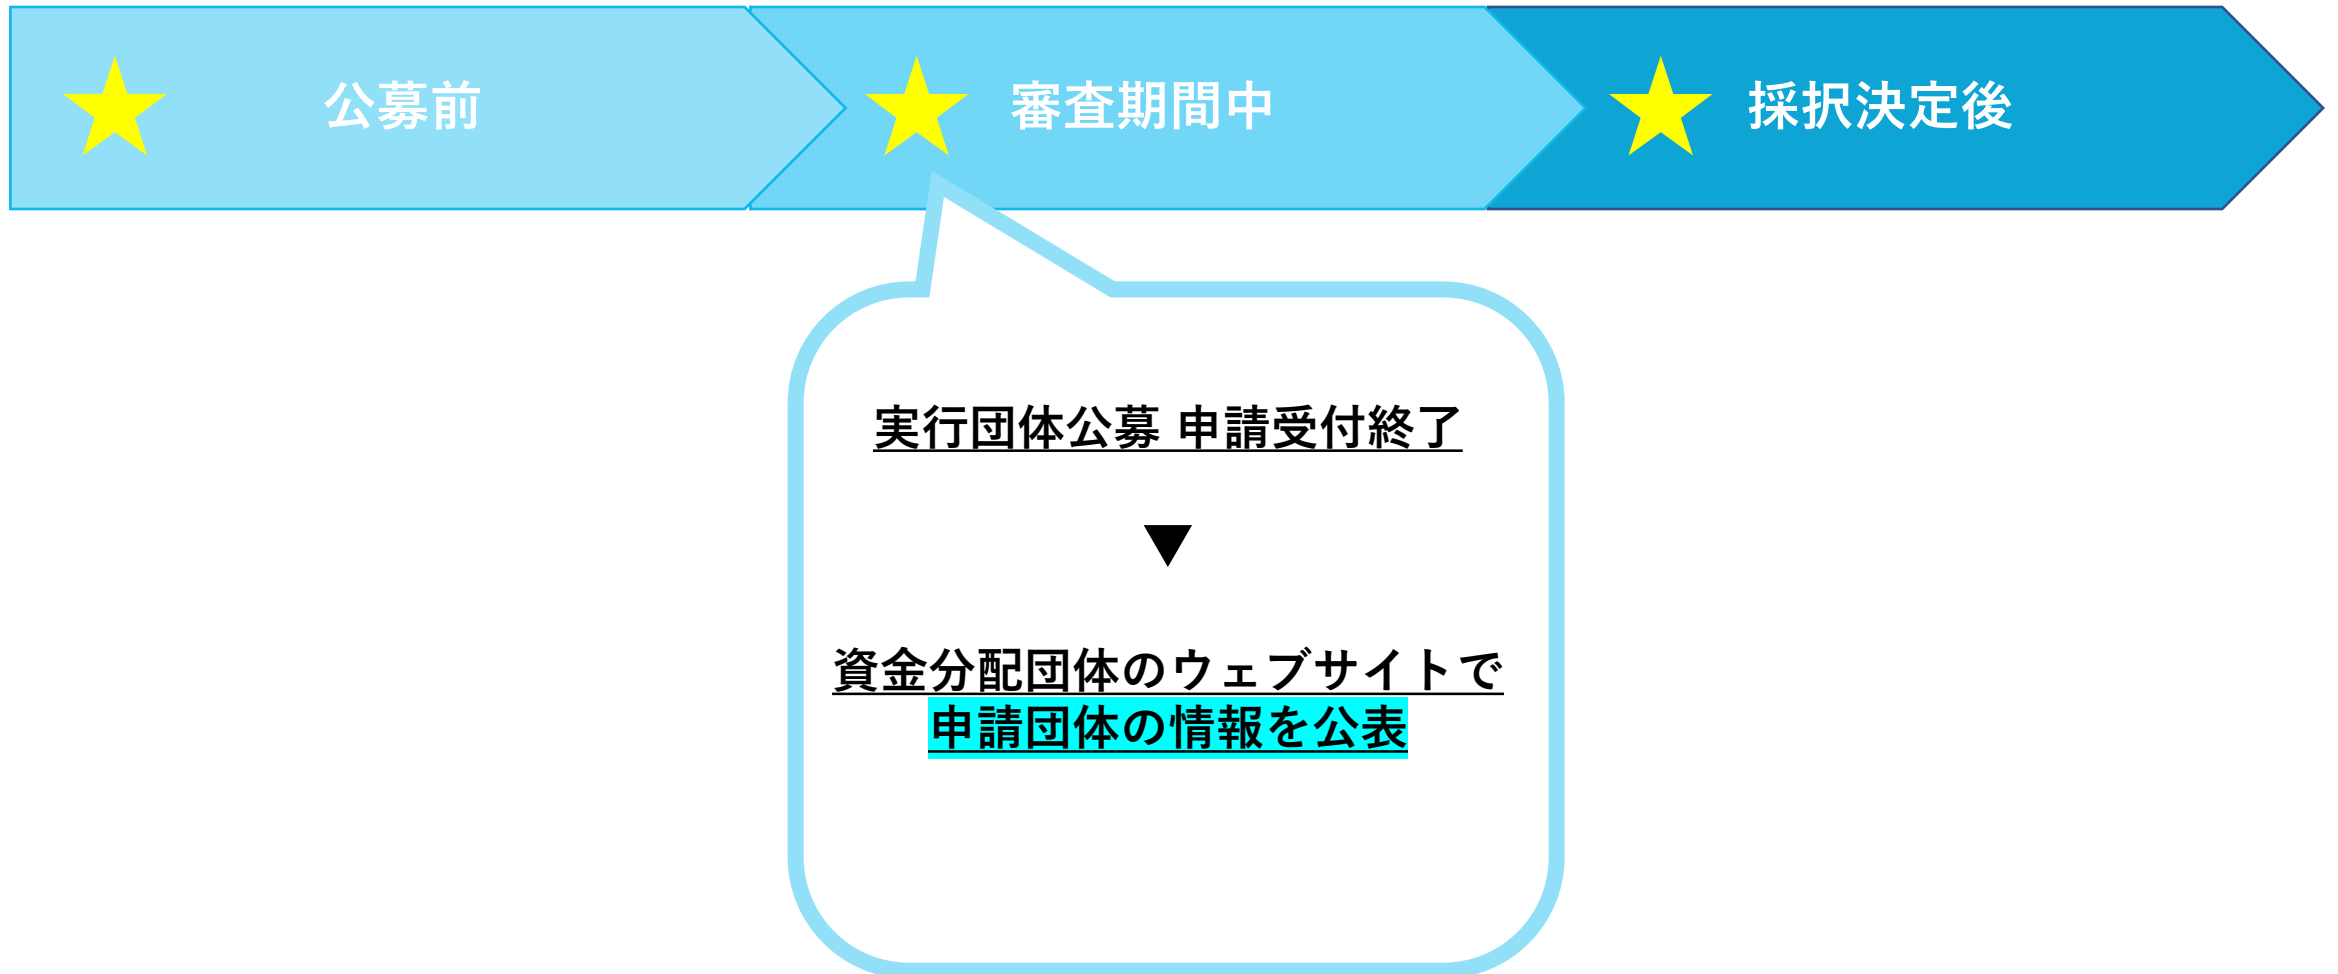 公募前
審査期間中
採択決定後
実行団体公募 申請受付終了
▼
資金分配団体のウェブサイトで
申請団体の情報を公表